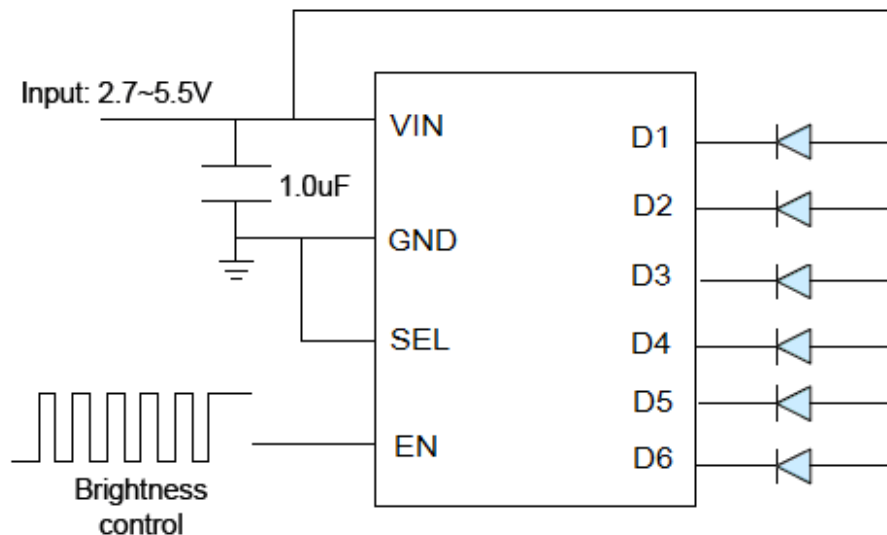 Input: 2.7~5.5V
VIN
1.0uF
GND
SEL
EN
D1
D2
D3
D4
D5
D6
Brightness
control